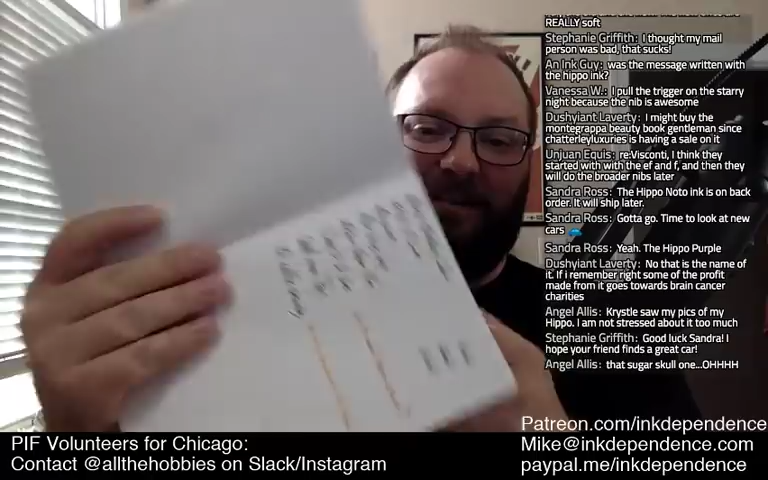 REALLY soft
Stephanie Griffith: I thought my mail
person was bad, that sucks!
An Ink Guy: was the message written with
the hippo ink?
Vanessa W.: I pull the trigger on the starry
night because the nib is awesome
Dushyiant Laverty: I might buy the
montegrappa beauty book gentleman since
chatterleyluxuries is having a sale on it
Unjuan Equis: re:Visconti, I think they
started with with the ef and f, and then they
will do the broader nibs later
Sandra Ross: The Hippo Noto ink is on back
order. It will ship later.
Sandra Ross: Gotta go. Time to look at new
cars 🚙
Sandra Ross: Yeah. The Hippo Purple
Dushyiant Laverty: No that is the name of
it. If i remember right some of the profit
made from it goes towards brain cancer
charities
Angel Allis: Krystle saw my pics of my
Hippo. I am not stressed about it too much
Stephanie Griffith: Good luck Sandra! I
hope your friend finds a great car!
Angel Allis: that sugar skull one...OHHHH
PIF Volunteers for Chicago:
Contact @allthehobbies on Slack/Instagram
Patreon.com/inkdependence
Mike@inkdependence.com
paypal.me/inkdependence